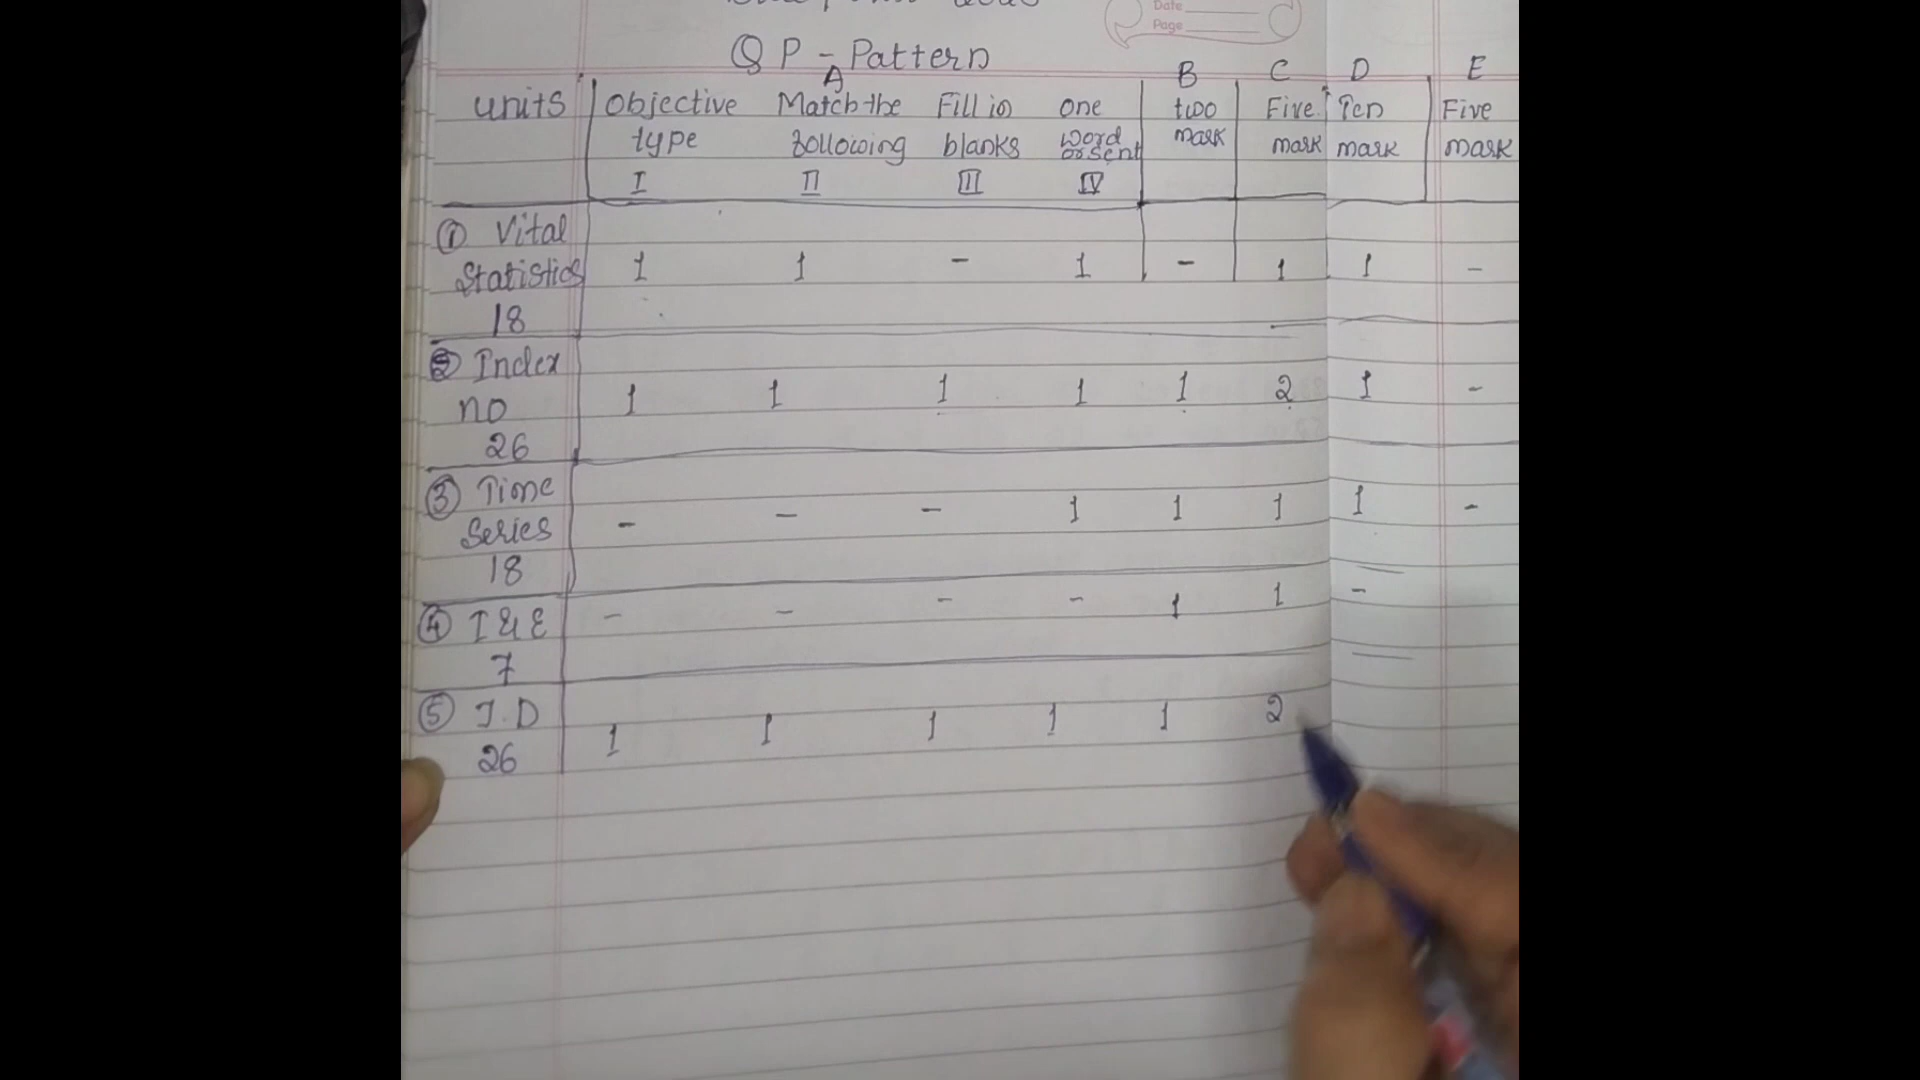 Date
Page
QP - Pattern
A B C D E
units Objective Match the Fill in one two Five Ten Five
type following blanks word or sent mark mark mark mark
I II III IV
① Vital
Statistics 1 1 - 1 - 1 1 -
18
② Index
no 1 1 1 1 1 2 1 -
26
③ Time
Series - - - 1 1 1 1 -
18
④ I & E - - - - 1 1 -
7
⑤ I.D 1 1 1 1 1 2
26